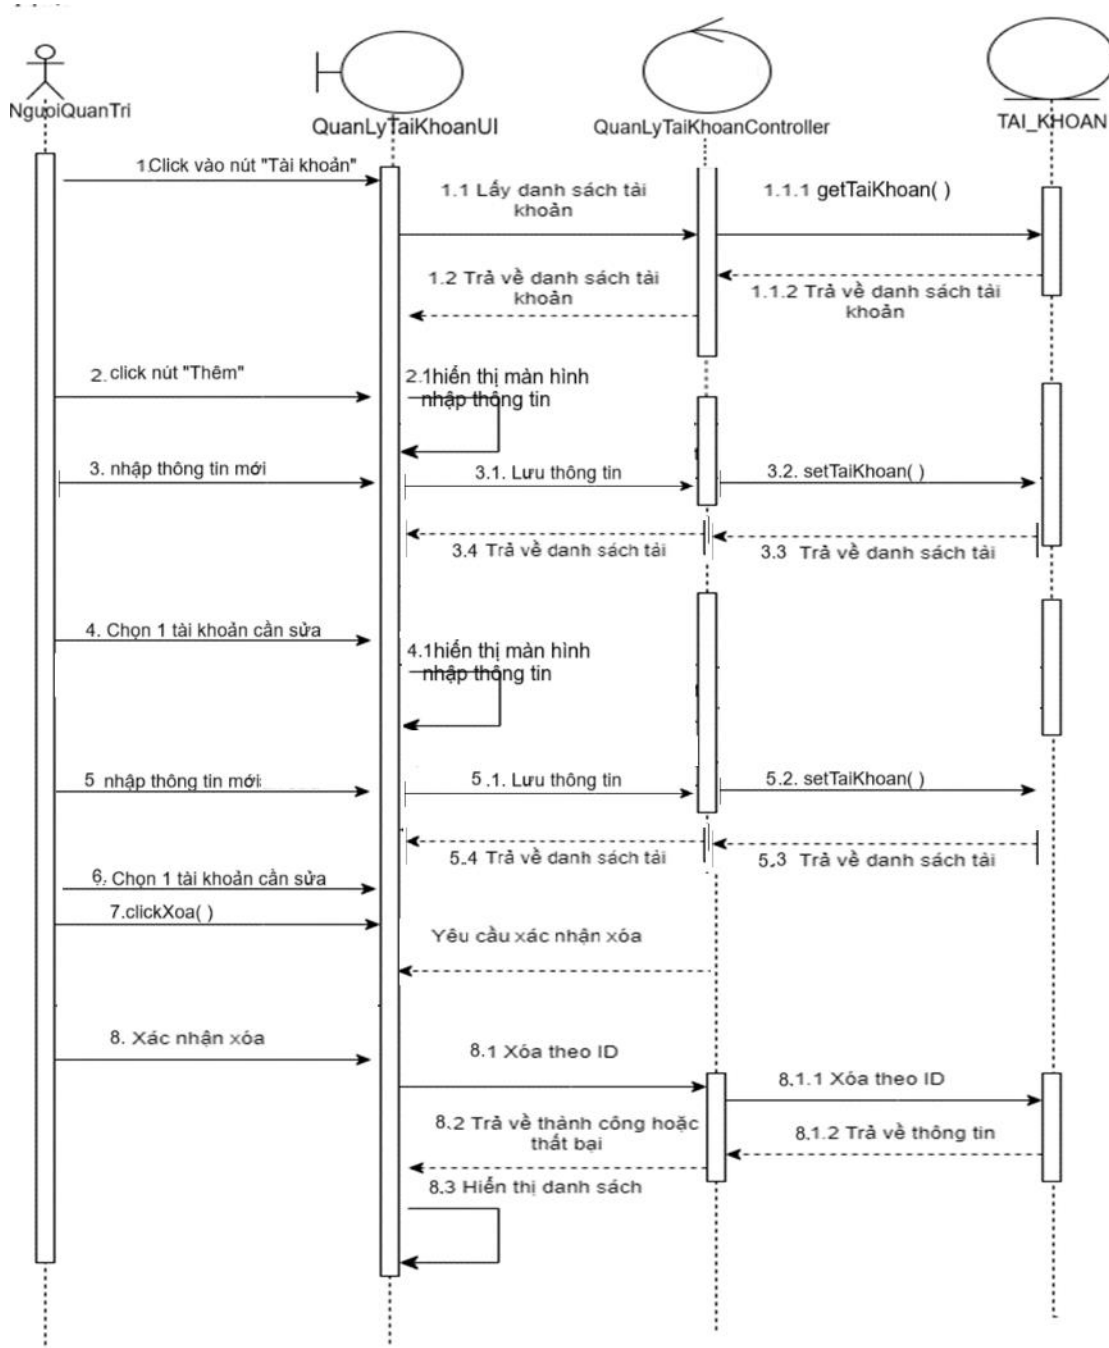 NguoiQuanTri
QuanLyTaiKhoanUI
QuanLyTaiKhoanController
TAI_KHOAN
1.Click vào nút "Tài khoản"
1.1 Lấy danh sách tài
khoản
1.1.1 getTaiKhoan( )
1.2 Trả về danh sách tài
khoản
1.1.2 Trả về danh sách tài
khoản
2. click nút "Thêm"
2.1hiển thị màn hình
nhập thông tin
3. nhập thông tin mới
3.1. Lưu thông tin
3.2. setTaiKhoan( )
3.4 Trả về danh sách tài
3.3 Trả về danh sách tài
4. Chọn 1 tài khoản cần sửa
4.1hiển thị màn hình
nhập thông tin
5 nhập thông tin mới
5.1. Lưu thông tin
5.2. setTaiKhoan( )
5.4 Trả về danh sách tài
5.3 Trả về danh sách tài
6. Chọn 1 tài khoản cần sửa
7.clickXoa( )
Yêu cầu xác nhận xóa
8. Xác nhận xóa
8.1 Xóa theo ID
8.1.1 Xóa theo ID
8.2 Trả về thành công hoặc
thất bại
8.1.2 Trả về thông tin
8.3 Hiển thị danh sách